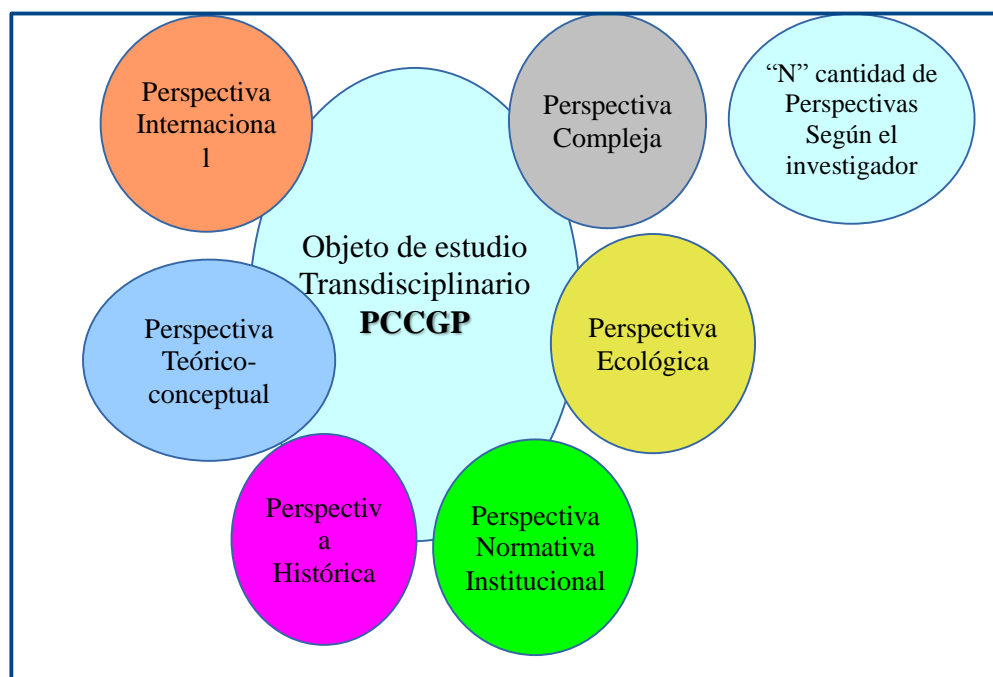 Perspectiva
Internaciona
l
Perspectiva
Compleja
“N” cantidad de
Perspectivas
Según el
investigador
Objeto de estudio
Transdisciplinario
PCCGP
Perspectiva
Teórico-
conceptual
Perspectiva
Ecológica
Perspectiv
a
Histórica
Perspectiva
Normativa
Institucional